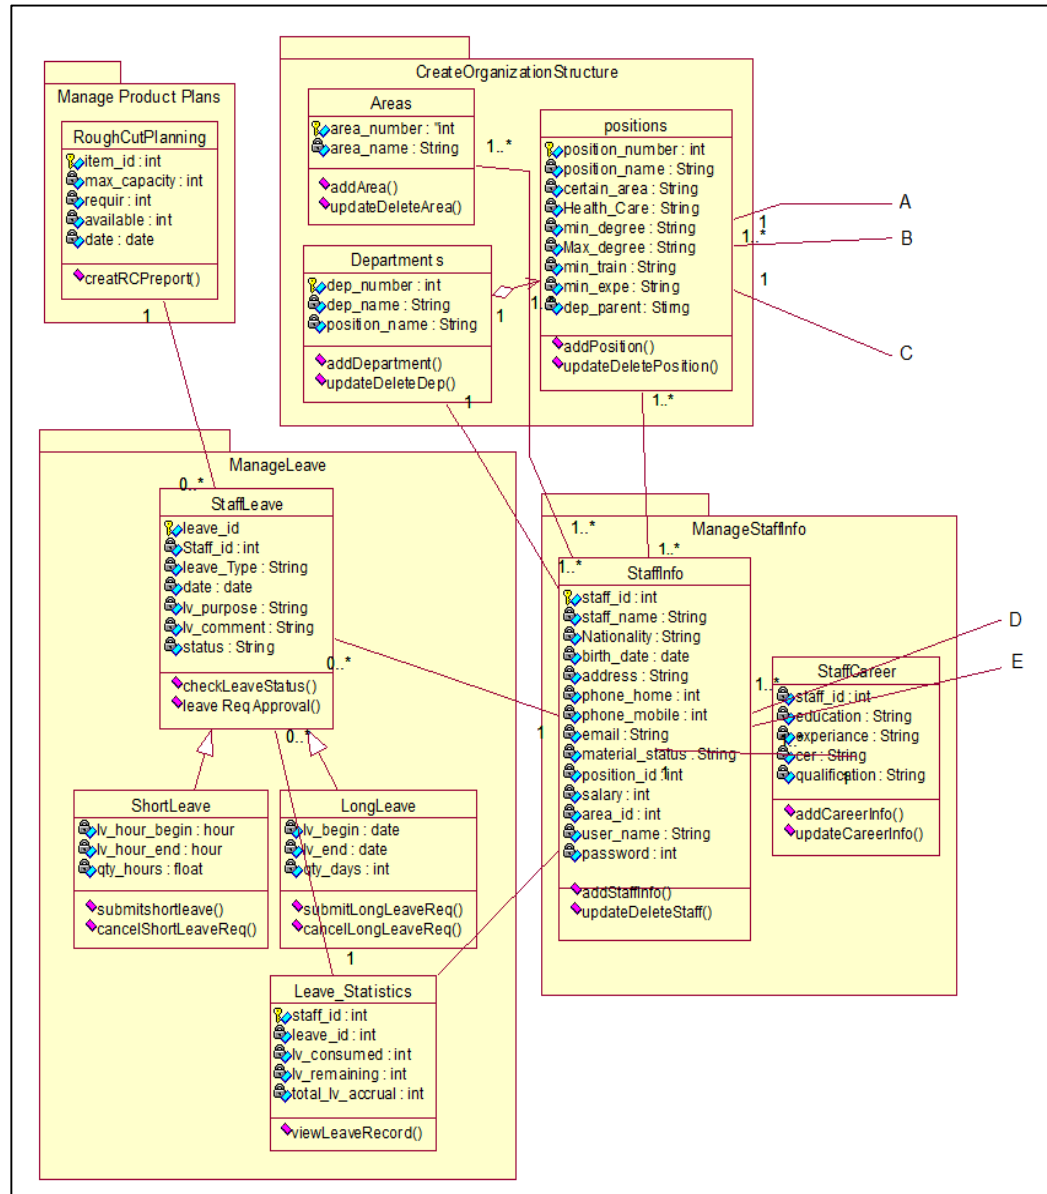 Manage Product Plans
RoughCutPlanning
item_id : int
max_capacity : int
requir : int
available : int
date : date
creatRCPreport()
1
CreateOrganizationStructure
Areas
area_number : "int
area_name : String
addArea()
updateDeleteArea()
1..*
positions
position_number : int
position_name : String
certain_area : String
Health_Care : String
min_degree : String
Max_degree : String
min_train : String
min_expe : String
dep_parent : Stirng
addPosition()
updateDeletePosition()
1
1..*
1
A
B
C
Departments
dep_number : int
dep_name : String
position_name : String
addDepartment()
updateDeleteDep()
1
1..
1
1..*
ManageLeave
0..*
StaffLeave
leave_id
Staff_id : int
leave_Type : String
date : date
lv_purpose : String
lv_comment : String
status : String
checkLeaveStatus()
leave Req Approval()
0..*
0..*
ShortLeave
lv_hour_begin : hour
lv_hour_end : hour
qty_hours : float
submitshortleave()
cancelShortLeaveReq()
LongLeave
lv_begin : date
lv_end : date
qty_days : int
submitLongLeaveReq()
cancelLongLeaveReq()
1
Leave_Statistics
staff_id : int
leave_id : int
lv_consumed : int
lv_remaining : int
total_lv_accrual : int
viewLeaveRecord()
ManageStaffInfo
1..*
1..*
1..*
StaffInfo
staff_id : int
staff_name : String
Nationality : String
birth_date : date
address : String
phone_home : int
phone_mobile : int
email : String
material_status : String
position_id : int
salary : int
area_id : int
user_name : String
password : int
addStaffInfo()
updateDeleteStaff()
1
1
D
E
1..*
StaffCareer
staff_id : int
education : String
experiance : String
cer : String
qualification : String
addCareerInfo()
updateCareerInfo()